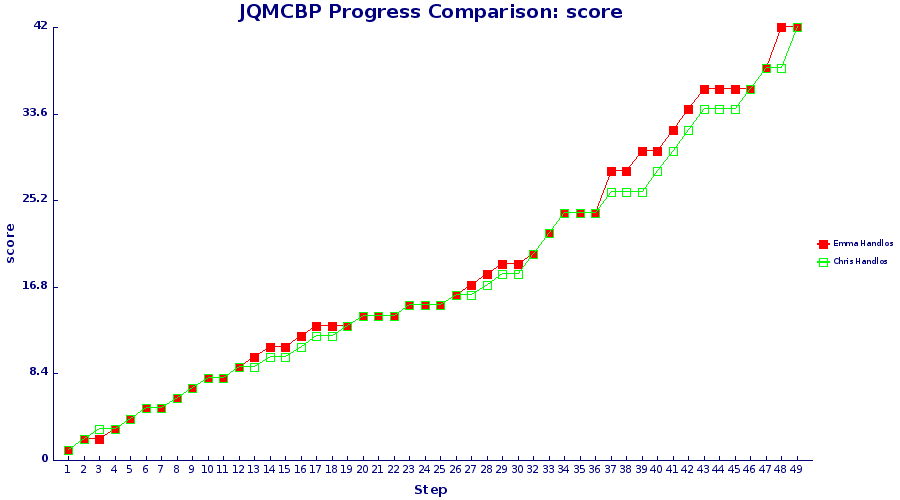 JQMCBP Progress Comparison: score
42
33.6
25.2
16.8
8.4
0
score
1 2 3 4 5 6 7 8 9 10 11 12 13 14 15 16 17 18 19 20 21 22 23 24 25 26 27 28 29 30 31 32 33 34 35 36 37 38 39 40 41 42 43 44 45 46 47 48 49
Step
Emma Handlos
Chris Handlos